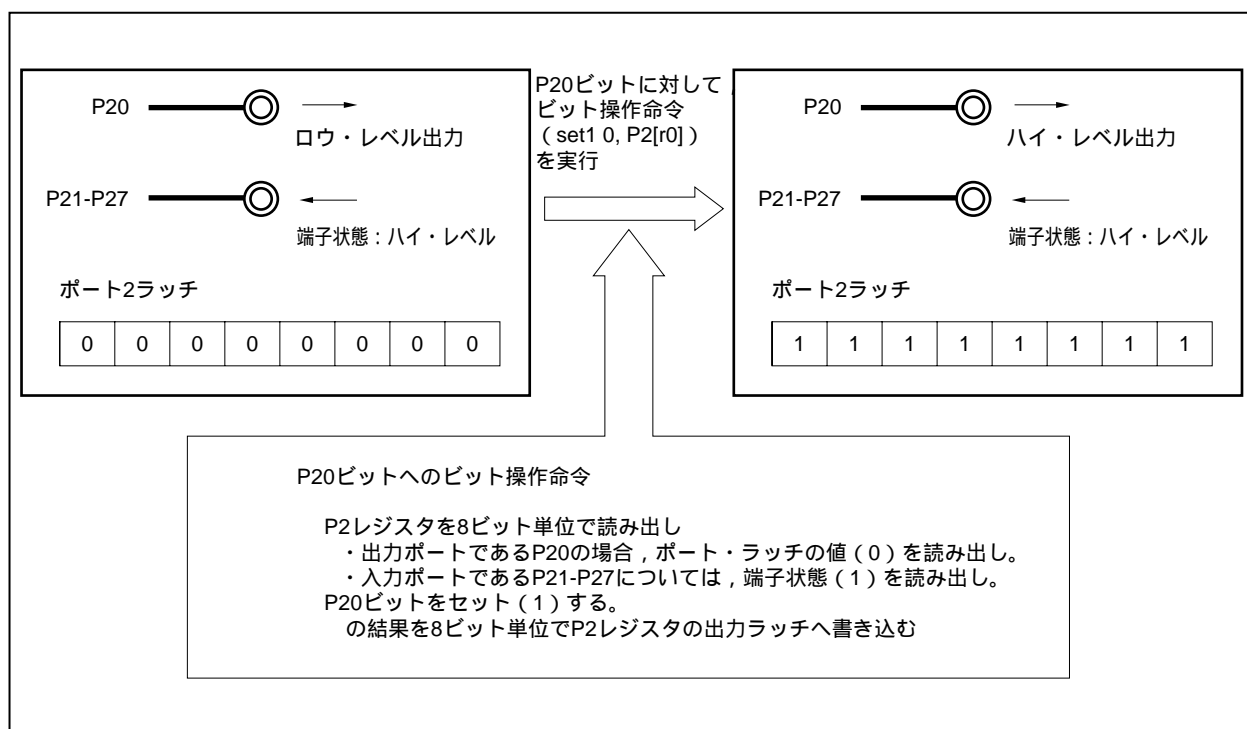 P20
ロウ・レベル出力
P21-P27
端子状態：ハイ・レベル
ポート2ラッチ
0 0 0 0 0 0 0 0
P20ビットに対して，
ビット操作命令
（set1 0, P2[r0]）
を実行
P20
ハイ・レベル出力
P21-P27
端子状態：ハイ・レベル
ポート2ラッチ
1 1 1 1 1 1 1 1
P20ビットへのビット操作命令
P2レジスタを8ビット単位で読み出し
・出力ポートであるP20の場合，ポート・ラッチの値（0）を読み出し。
・入力ポートであるP21-P27については，端子状態（1）を読み出し。
P20ビットをセット（1）する。
の結果を8ビット単位でP2レジスタの出力ラッチへ書き込む